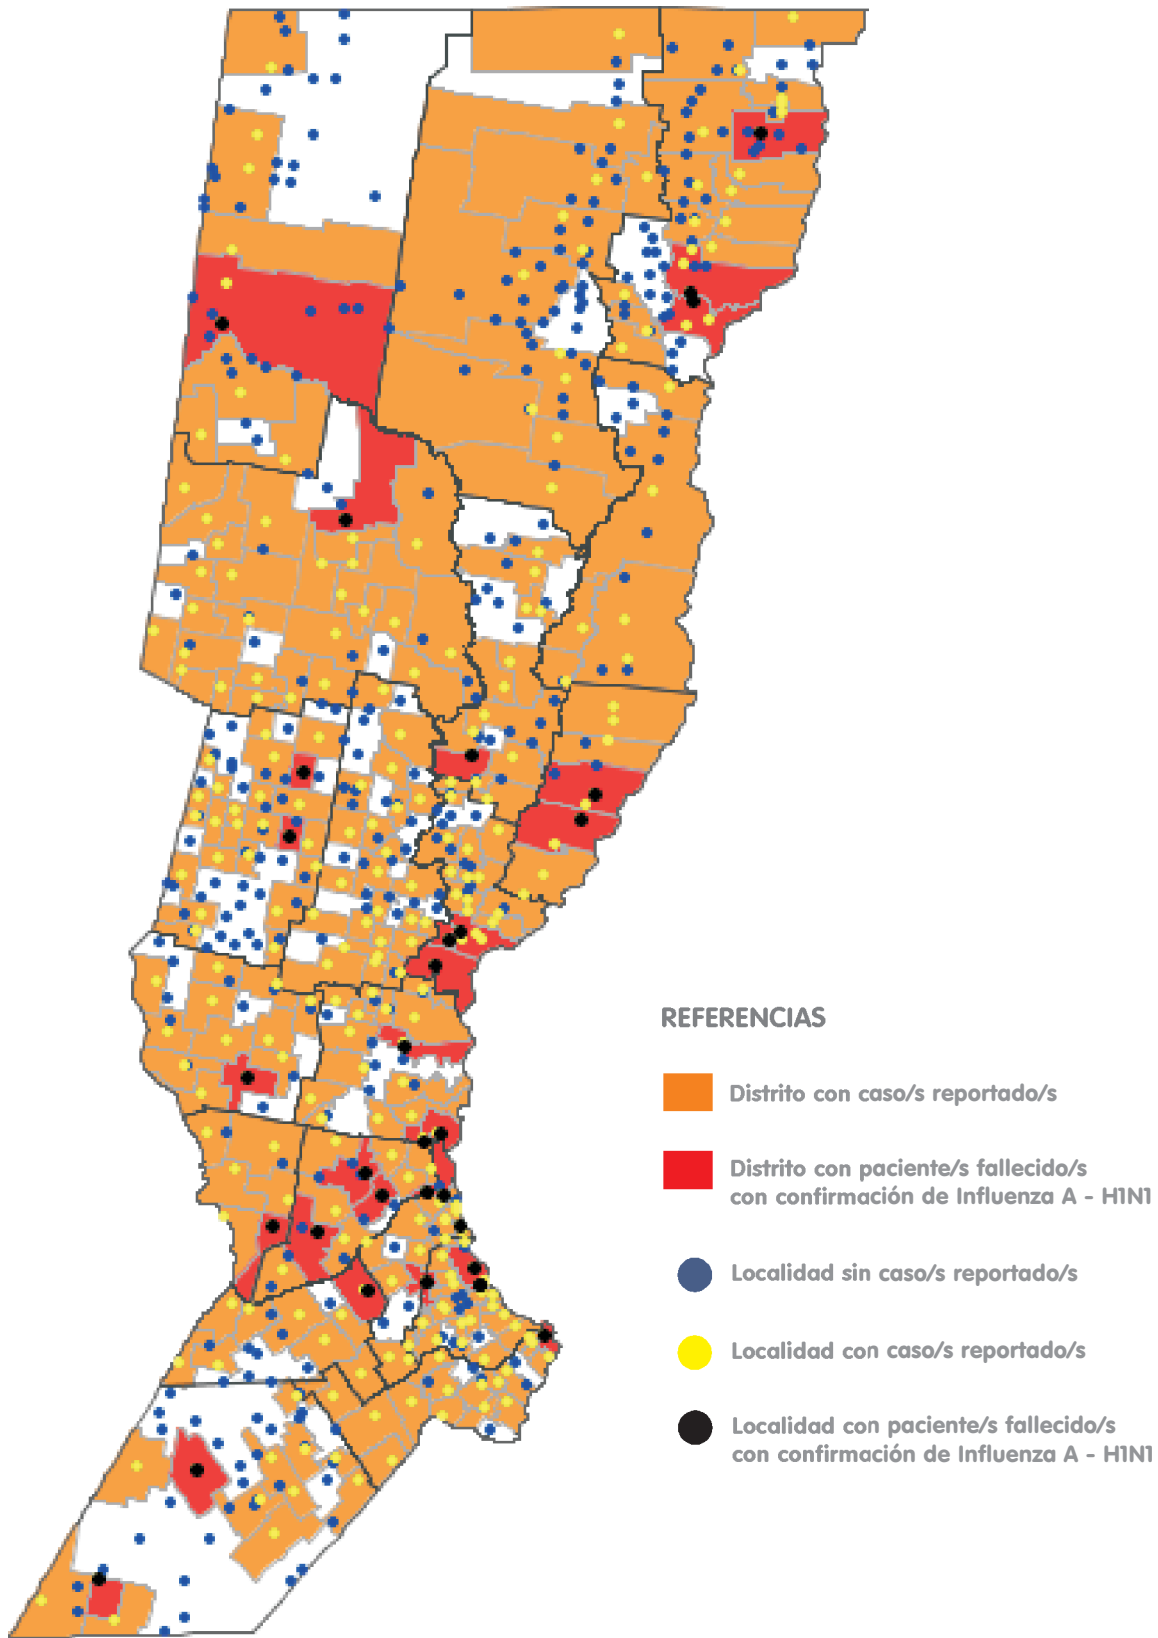 REFERENCIAS
Distrito con caso/s reportado/s
Distrito con paciente/s fallecido/s
con confirmación de Influenza A - H1N1
Localidad sin caso/s reportado/s
Localidad con caso/s reportado/s
Localidad con paciente/s fallecido/s
con confirmación de Influenza A - H1N1